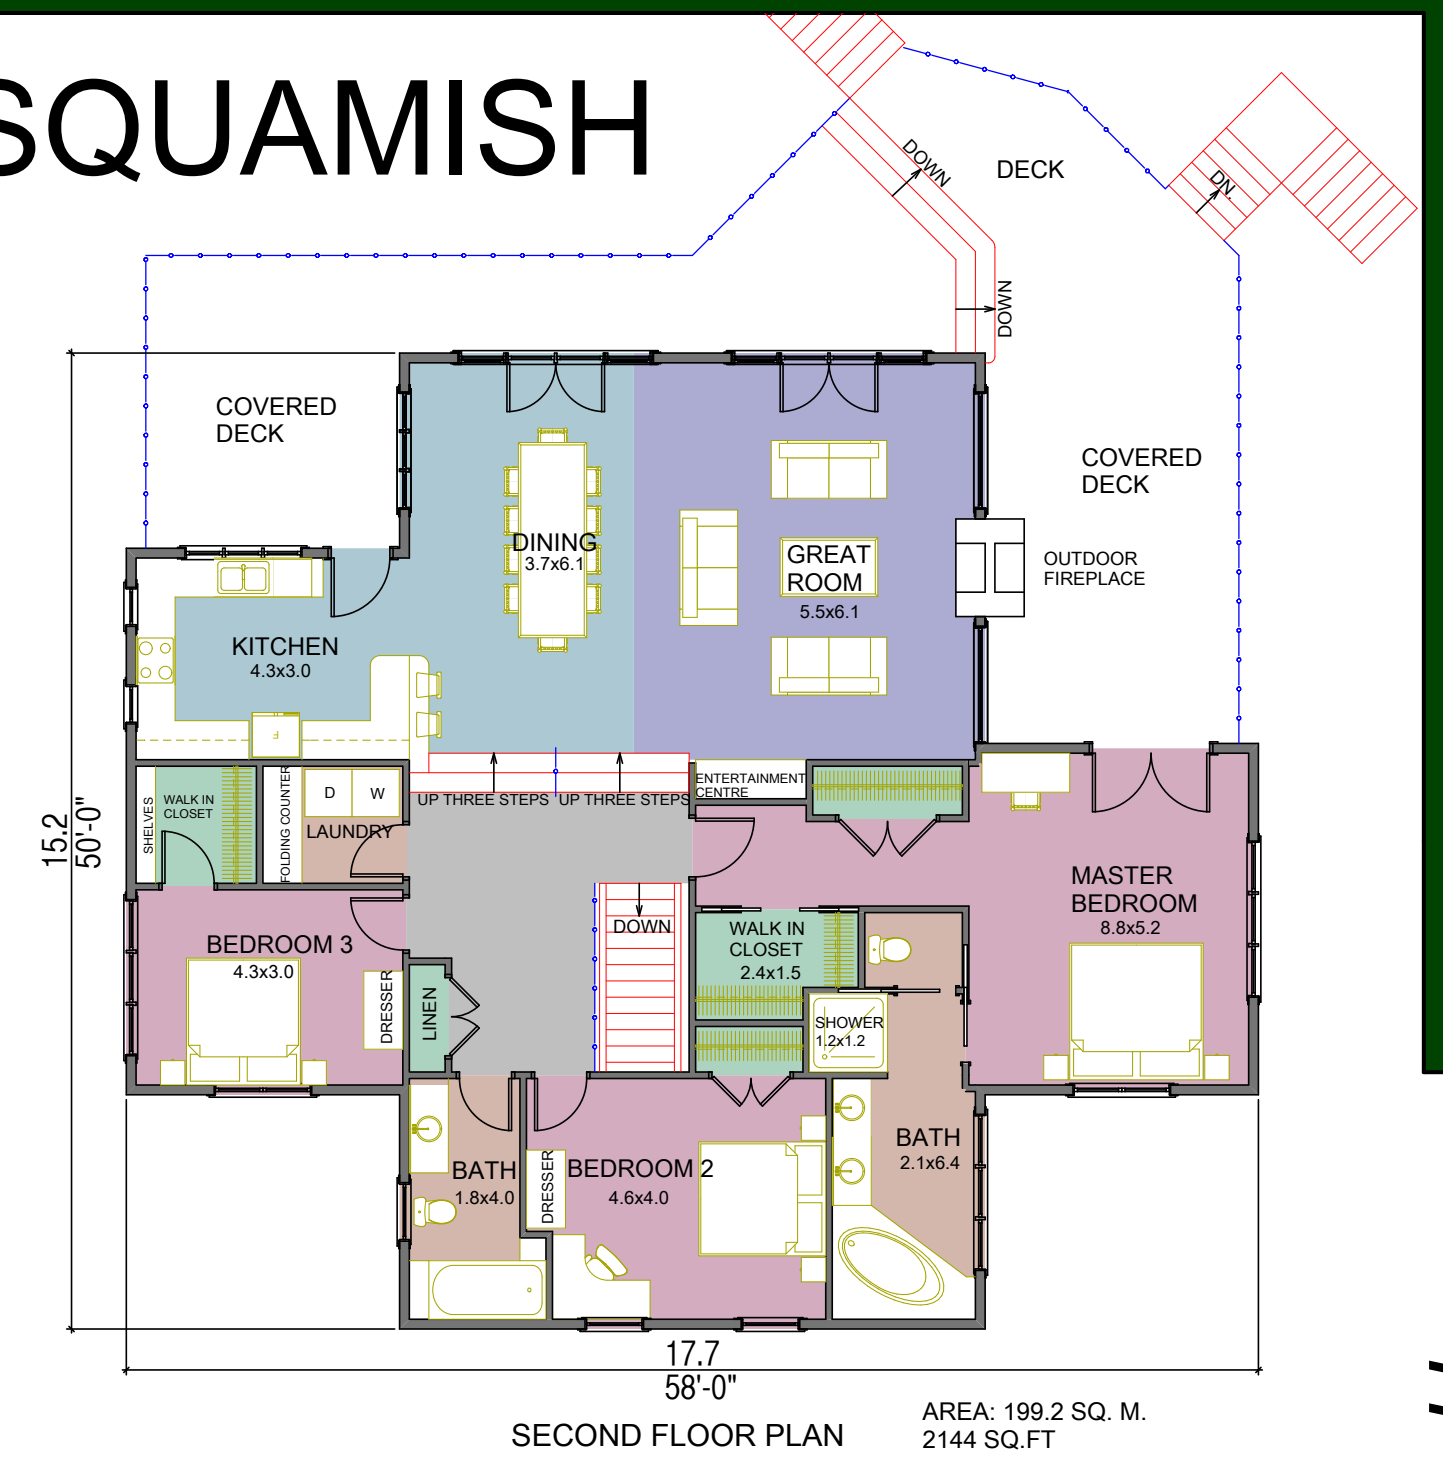 SQUAMISH
DOWN
DECK
DN.
DOWN
COVERED
DECK
COVERED
DECK
DINING
3.7x6.1
GREAT
ROOM
5.5x6.1
OUTDOOR
FIREPLACE
KITCHEN
4.3x3.0
F
ENTERTAINMENT
CENTRE
UP THREE STEPS
UP THREE STEPS
SHELVES
WALK IN
CLOSET
FOLDING COUNTER
D
W
LAUNDRY
15.2
50'-0"
MASTER
BEDROOM
8.8x5.2
DOWN
WALK IN
CLOSET
2.4x1.5
BEDROOM 3
4.3x3.0
DRESSER
LINEN
SHOWER
1.2x1.2
BATH
2.1x6.4
BATH
1.8x4.0
DRESSER
BEDROOM 2
4.6x4.0
17.7
58'-0"
SECOND FLOOR PLAN
AREA: 199.2 SQ. M.
2144 SQ.FT